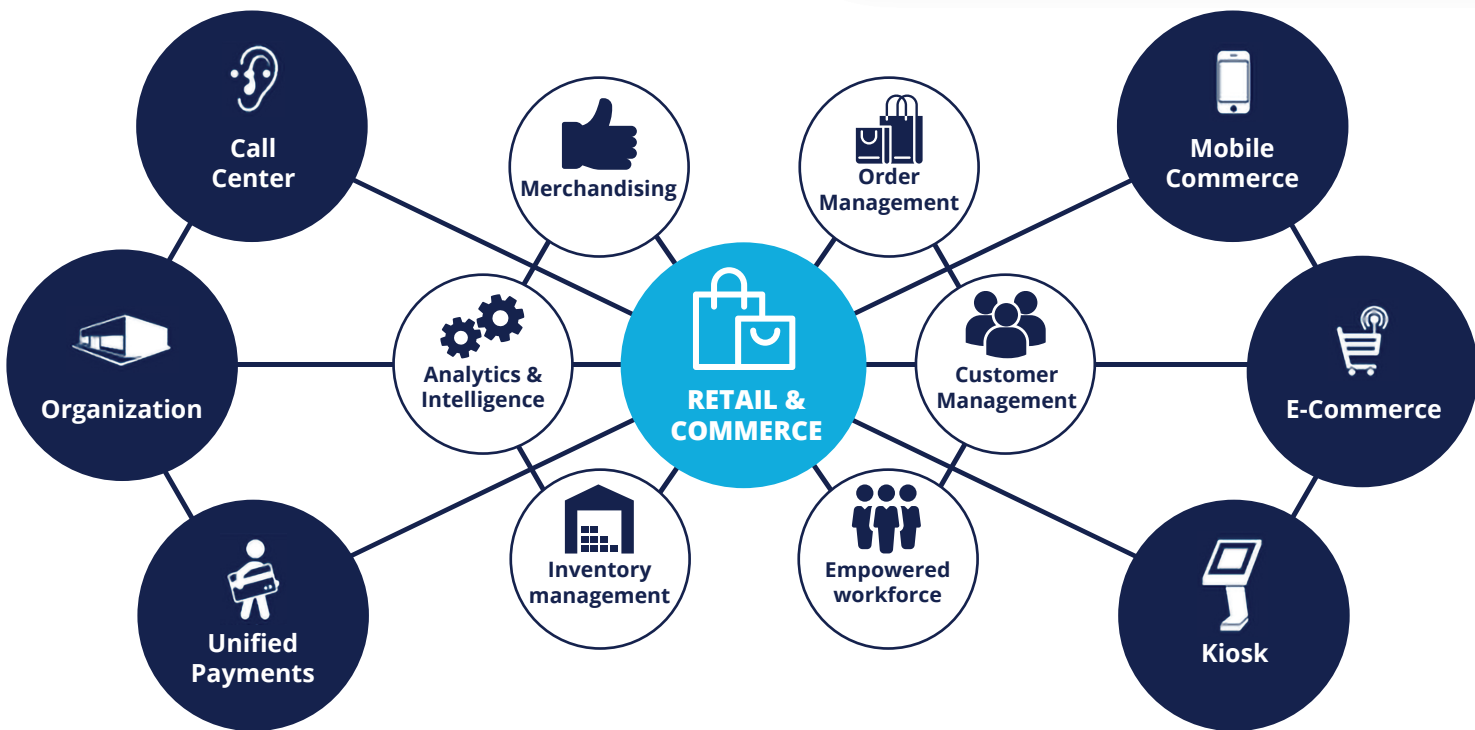 Call
Center
Merchandising
Order
Management
Mobile
Commerce
Organization
Analytics &
Intelligence
RETAIL &
COMMERCE
Customer
Management
E-Commerce
Unified
Payments
Inventory
management
Empowered
workforce
Kiosk